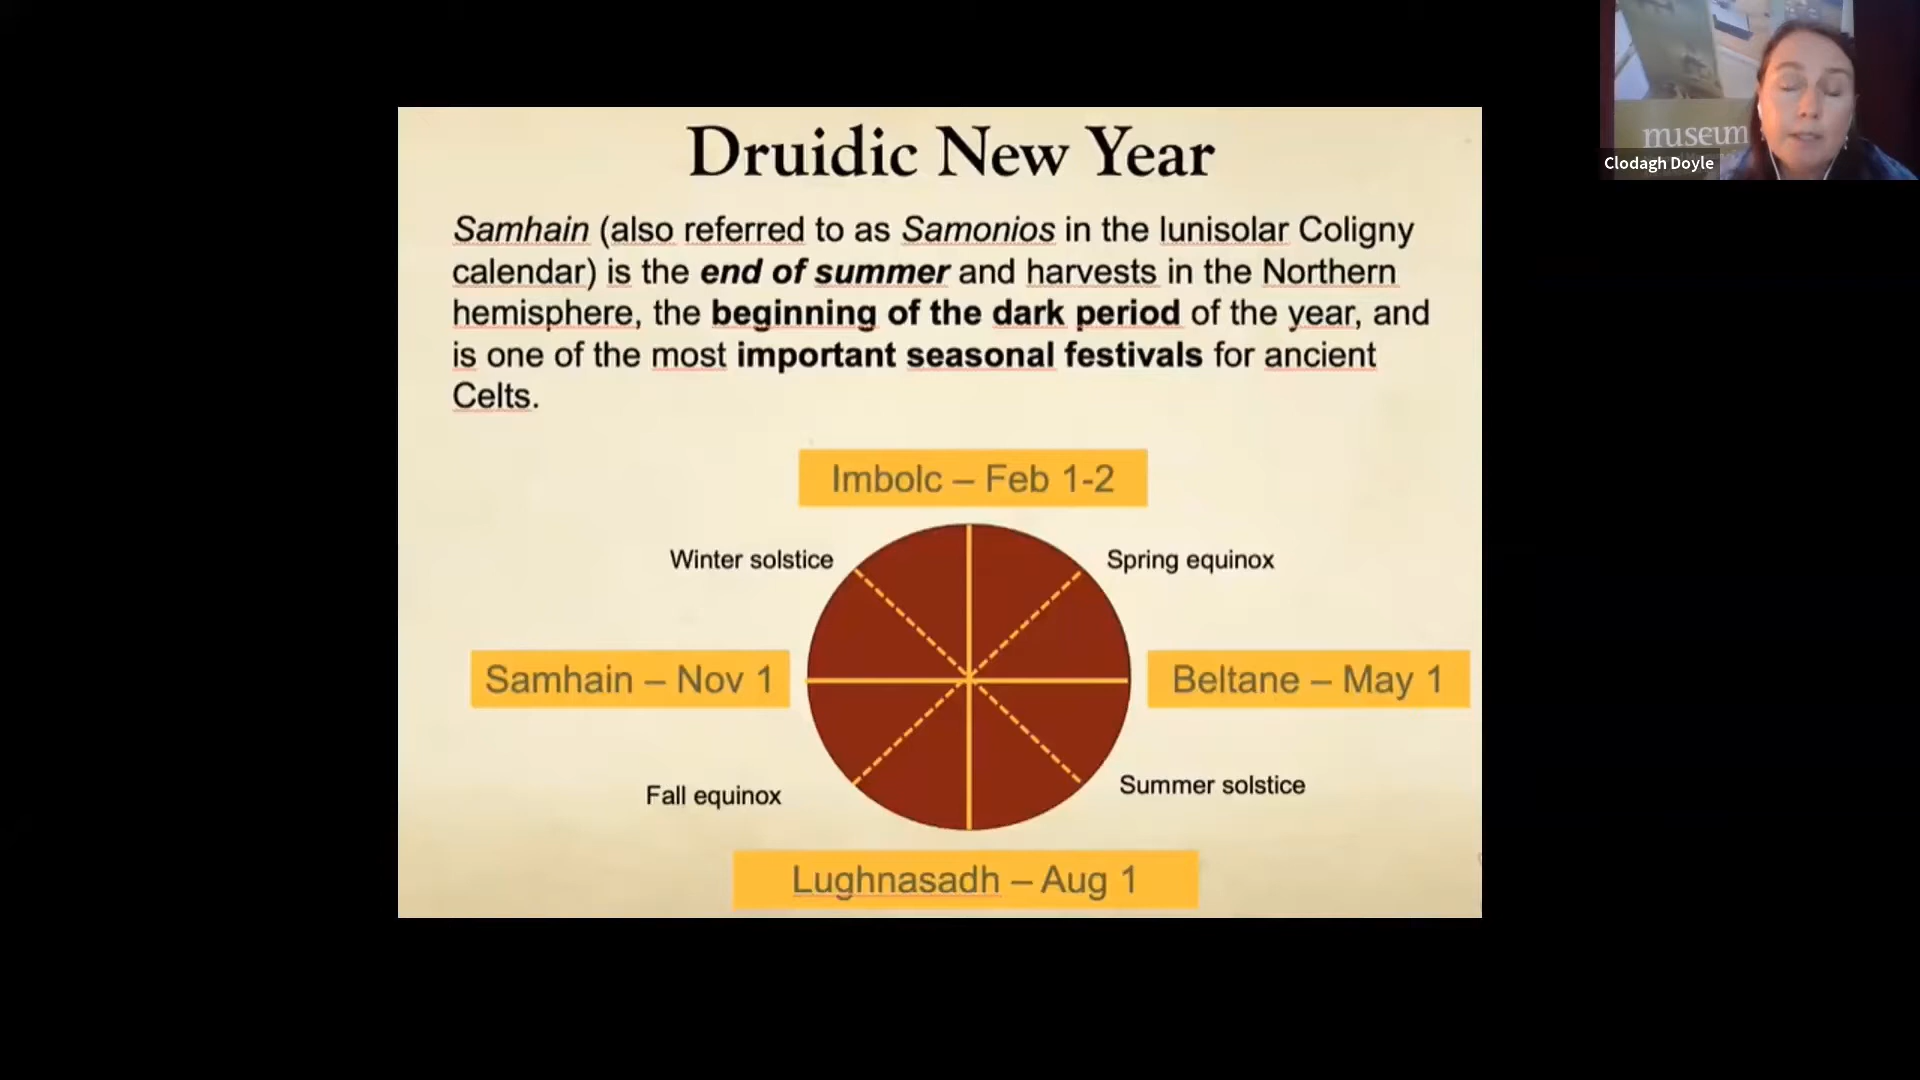 Druidic New Year
Samhain (also referred to as Samonios in the lunisolar Coligny
calendar) is the end of summer and harvests in the Northern
hemisphere, the beginning of the dark period of the year, and
is one of the most important seasonal festivals for ancient
Celts.
Imbolc – Feb 1-2
Winter solstice
Spring equinox
Samhain – Nov 1
Beltane – May 1
Fall equinox
Summer solstice
Lughnasadh – Aug 1
museum
Clodagh Doyle